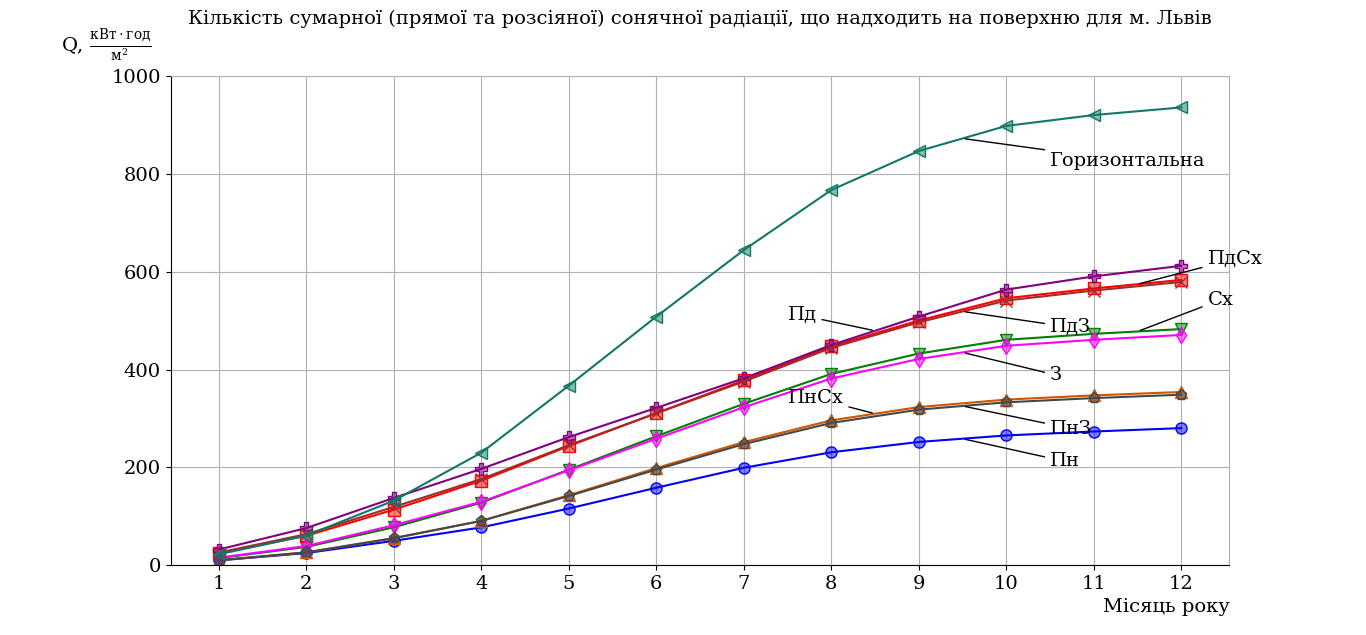 Кількість сумарної (прямої та розсіяної) сонячної радіації, що надходить на поверхню для м. Львів
Q, кВт·год/м²
1000
800
600
400
200
0
Горизонтальна
ПдСх
Сх
Пд
ПдЗ
З
ПнСх
ПнЗ
Пн
1 2 3 4 5 6 7 8 9 10 11 12
Місяць року